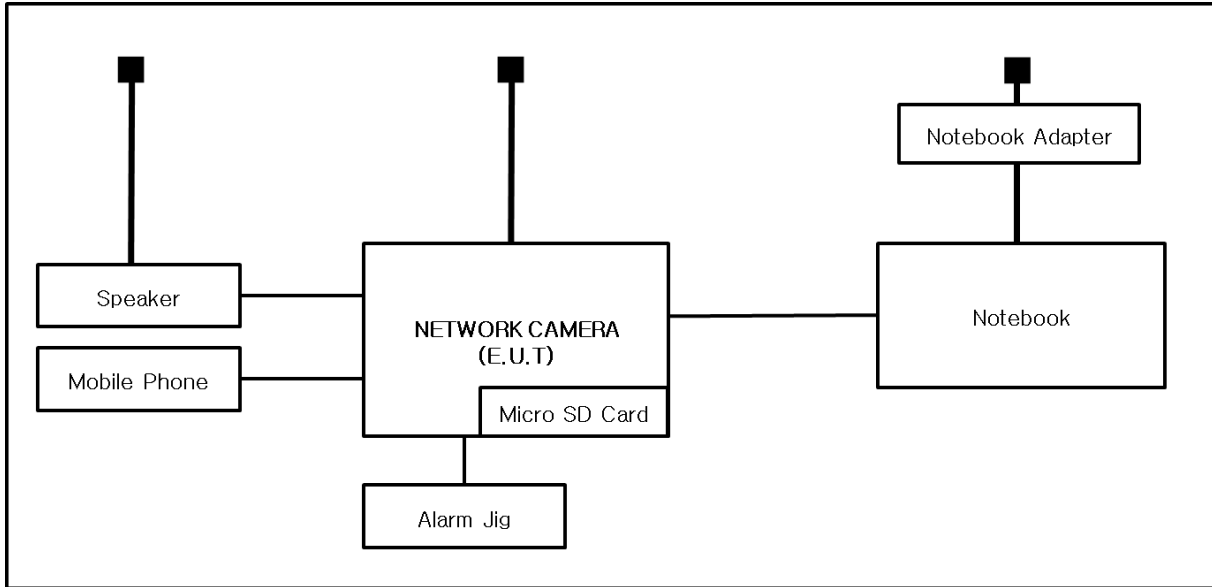 Notebook Adapter
Speaker
NETWORK CAMERA
(E.U.T)
Notebook
Mobile Phone
Micro SD Card
Alarm Jig